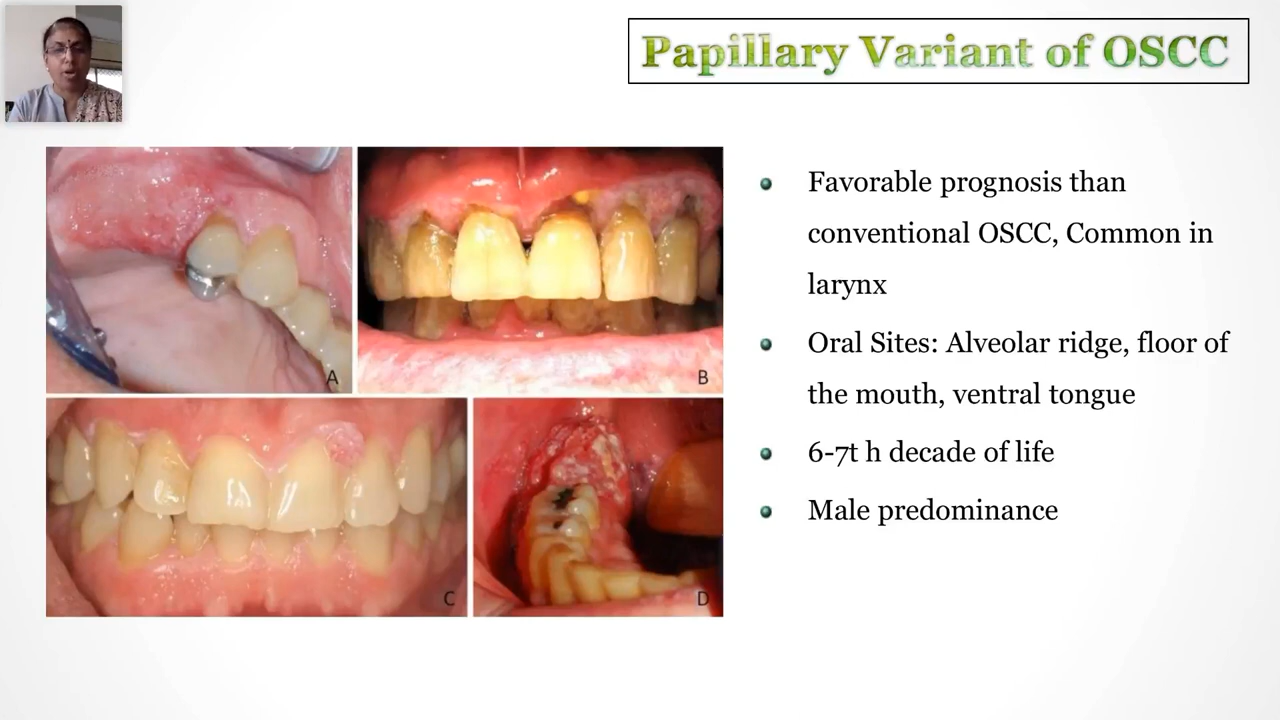 Papillary Variant of OSCC
A
B
C
D
Favorable prognosis than
conventional OSCC, Common in
larynx
Oral Sites: Alveolar ridge, floor of
the mouth, ventral tongue
6-7t h decade of life
Male predominance